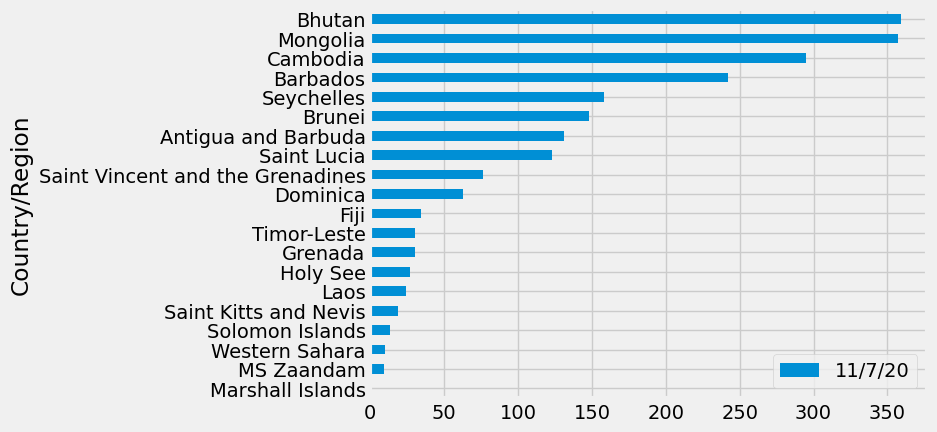 Country/Region
Bhutan
Mongolia
Cambodia
Barbados
Seychelles
Brunei
Antigua and Barbuda
Saint Lucia
Saint Vincent and the Grenadines
Dominica
Fiji
Timor-Leste
Grenada
Holy See
Laos
Saint Kitts and Nevis
Solomon Islands
Western Sahara
MS Zaandam
Marshall Islands
0 50 100 150 200 250 300 350
11/7/20